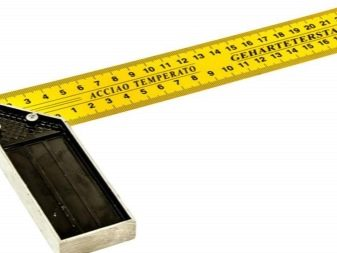 3 4 5 6 7 8 9 10 11 12 13 14 15 16 17 18 19 20 21
ACCIAO TEMPERATO GEHARTETERSTA
1 2 3 4 5 6 7 8 9 10 11 12 13 14 15 16